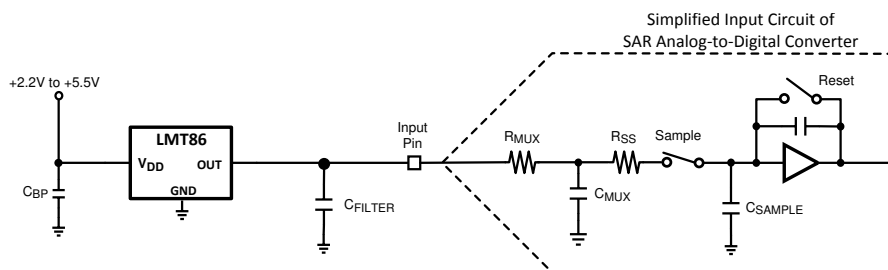 Simplified Input Circuit of
SAR Analog-to-Digital Converter
+2.2V to +5.5V
Reset
LMT86
Input
Pin
RMUX
RSS
Sample
VDD
OUT
GND
CBP
CFILTER
CMUX
CSAMPLE